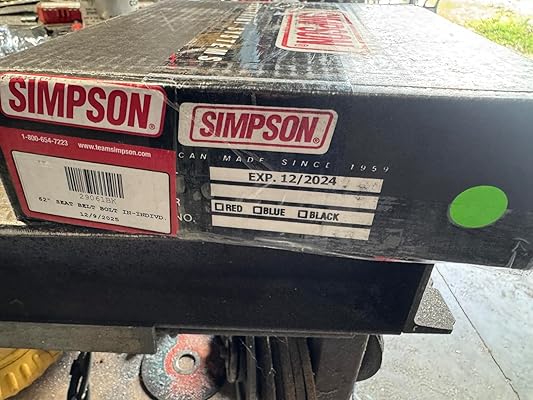 SIMPSON
SIMPSON
1-800-654-7223 www.teamsimpson.com
CAN MADE SINCE 1959
EXP. 12/2024
29061BK
62" SEAT BELT BOLT IN-INDIVD.
12/9/2025
RED BLUE BLACK
NO.